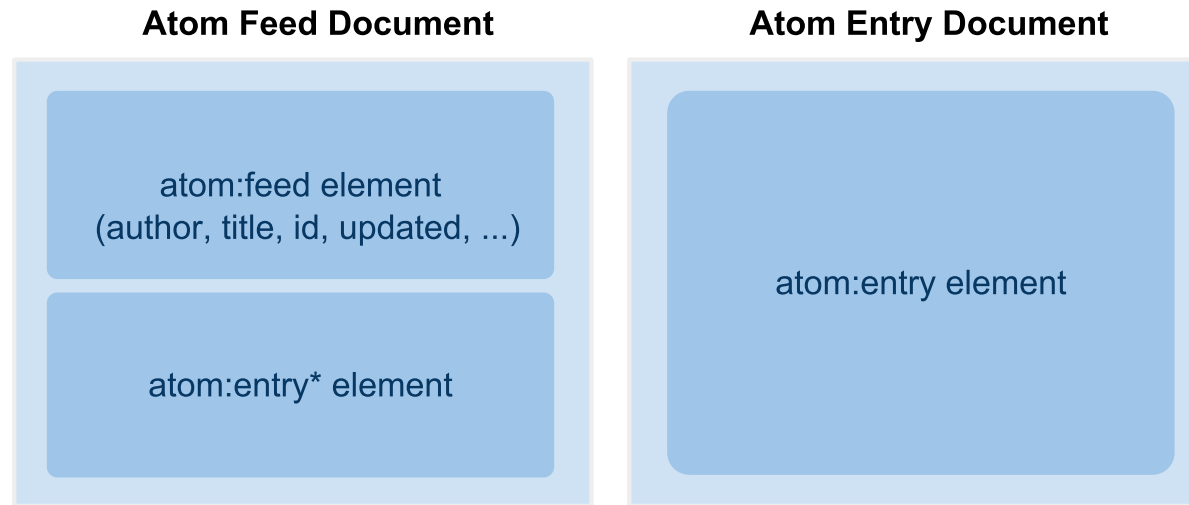 Atom Feed Document
atom:feed element
(author, title, id, updated, ...)
atom:entry* element
Atom Entry Document
atom:entry element